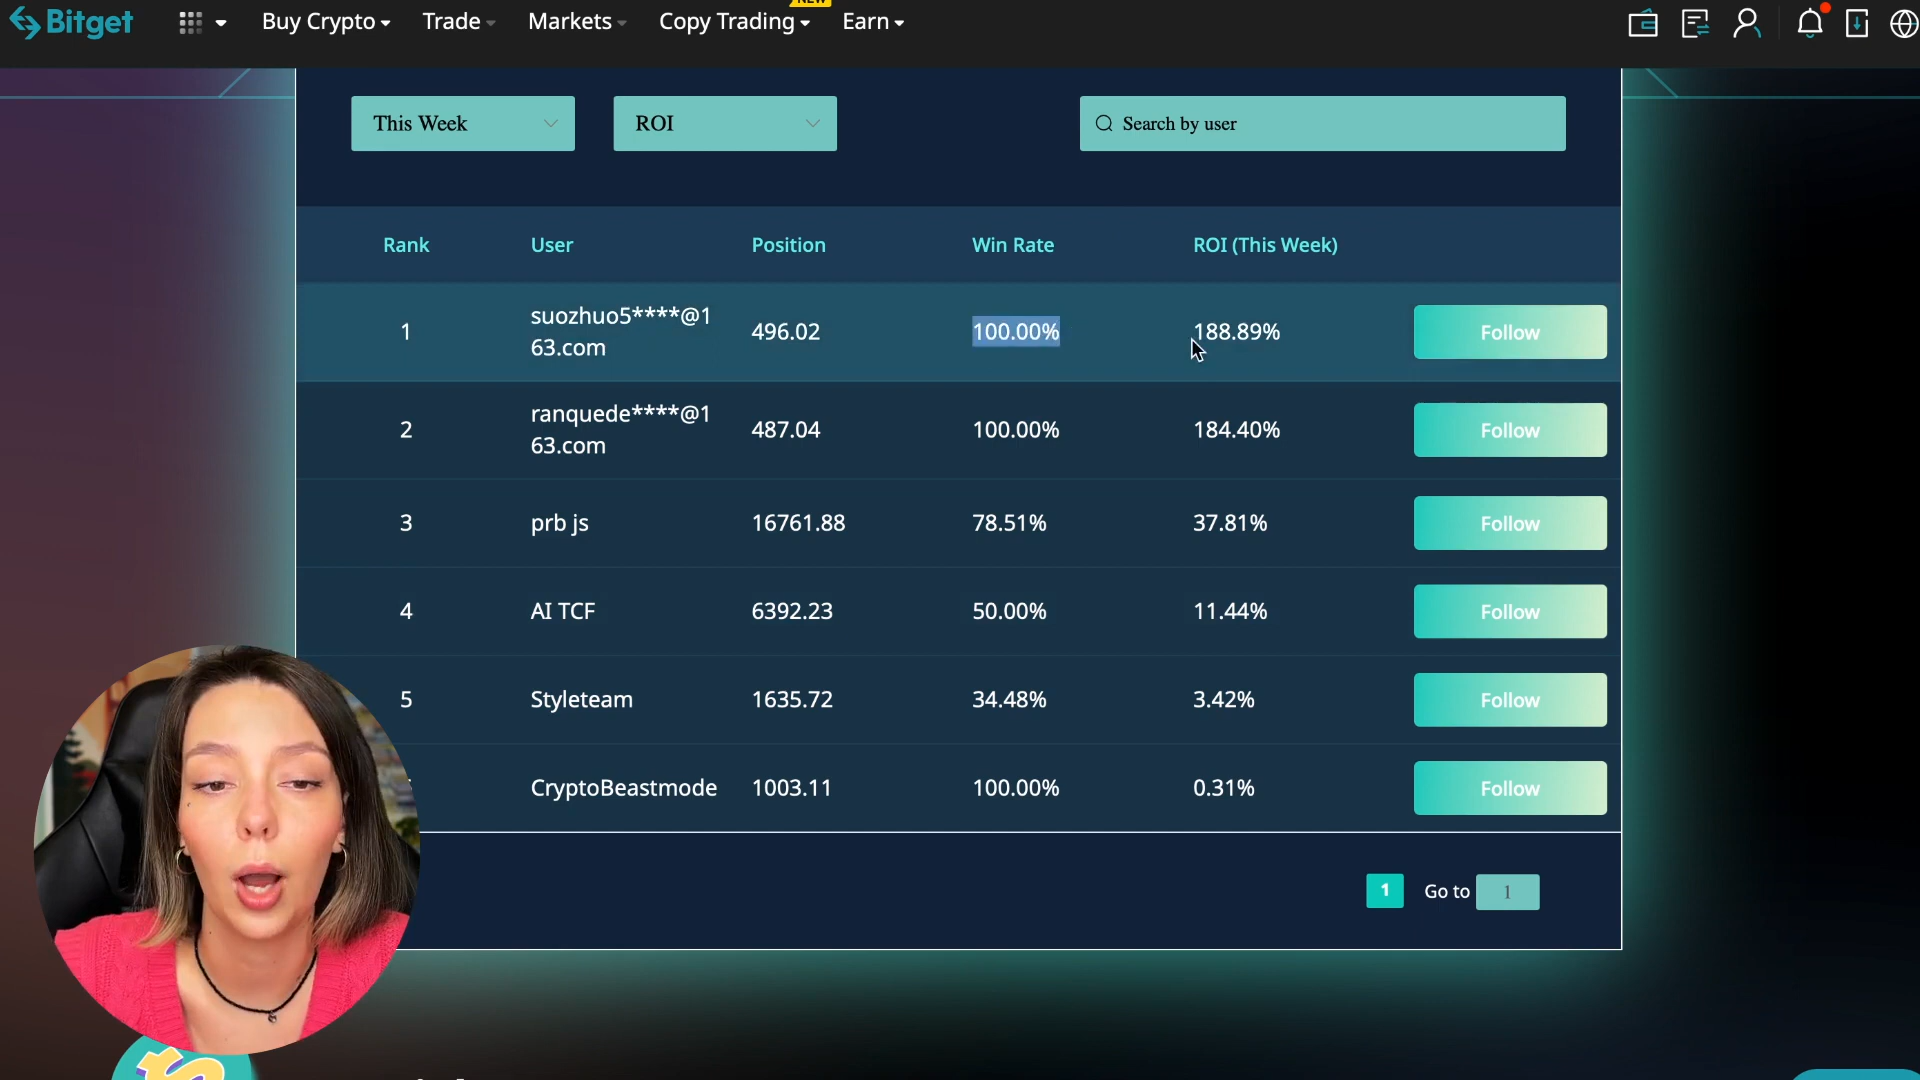 Bitget
Buy Crypto
Trade
Markets
Copy Trading
NEW
Earn
This Week
ROI
Search by user
Rank
User
Position
Win Rate
ROI (This Week)
1
suozhuo5****@1
63.com
496.02
100.00%
188.89%
Follow
2
ranquede****@1
63.com
487.04
100.00%
184.40%
Follow
3
prb js
16761.88
78.51%
37.81%
Follow
4
AI TCF
6392.23
50.00%
11.44%
Follow
5
Styleteam
1635.72
34.48%
3.42%
Follow
CryptoBeastmode
1003.11
100.00%
0.31%
Follow
1
Go to
1